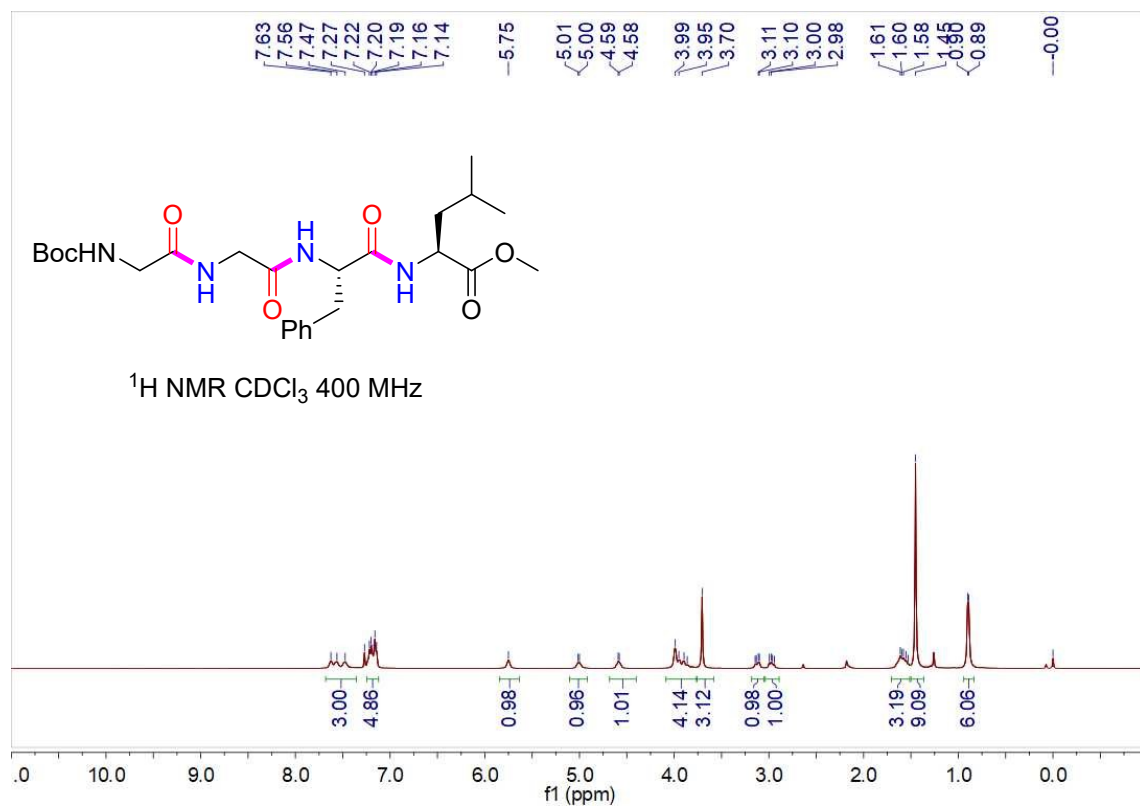 7.63
7.56
7.47
7.27
7.22
7.20
7.19
7.16
7.14
5.75
5.01
5.00
4.59
4.58
3.99
3.95
3.70
3.11
3.10
3.00
2.98
1.61
1.60
1.58
1.45
0.90
0.89
-0.00
O
H
N
O
BocHN
N
H
O
N
H
O
O
Ph
¹H NMR CDCl₃ 400 MHz
3.00
4.86
0.98
0.96
1.01
4.14
3.12
0.98
1.00
3.19
9.09
6.06
.0 10.0 9.0 8.0 7.0 6.0 5.0 4.0 3.0 2.0 1.0 0.0
f1 (ppm)